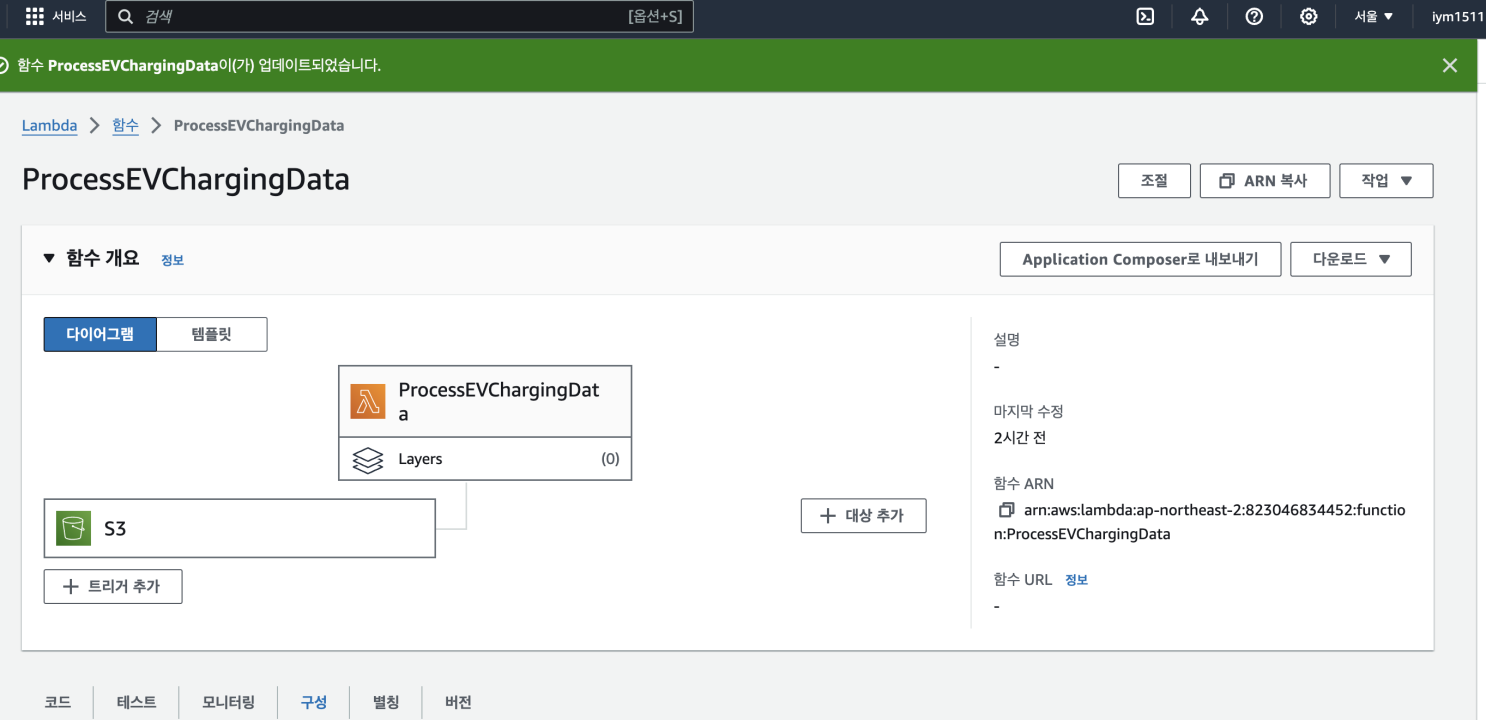 서비스
검색
[옵션+S]
서울 ▼
iym1511
함수 ProcessEVChargingData이(가) 업데이트되었습니다.
Lambda > 함수 > ProcessEVChargingData
ProcessEVChargingData
조절
ARN 복사
작업 ▼
▼ 함수 개요 정보
Application Composer로 내보내기
다운로드 ▼
다이어그램
템플릿
ProcessEVChargingDat
a
Layers (0)
S3
+ 트리거 추가
+ 대상 추가
설명
-
마지막 수정
2시간 전
함수 ARN
arn:aws:lambda:ap-northeast-2:823046834452:functio
n:ProcessEVChargingData
함수 URL 정보
-
코드
테스트
모니터링
구성
별칭
버전